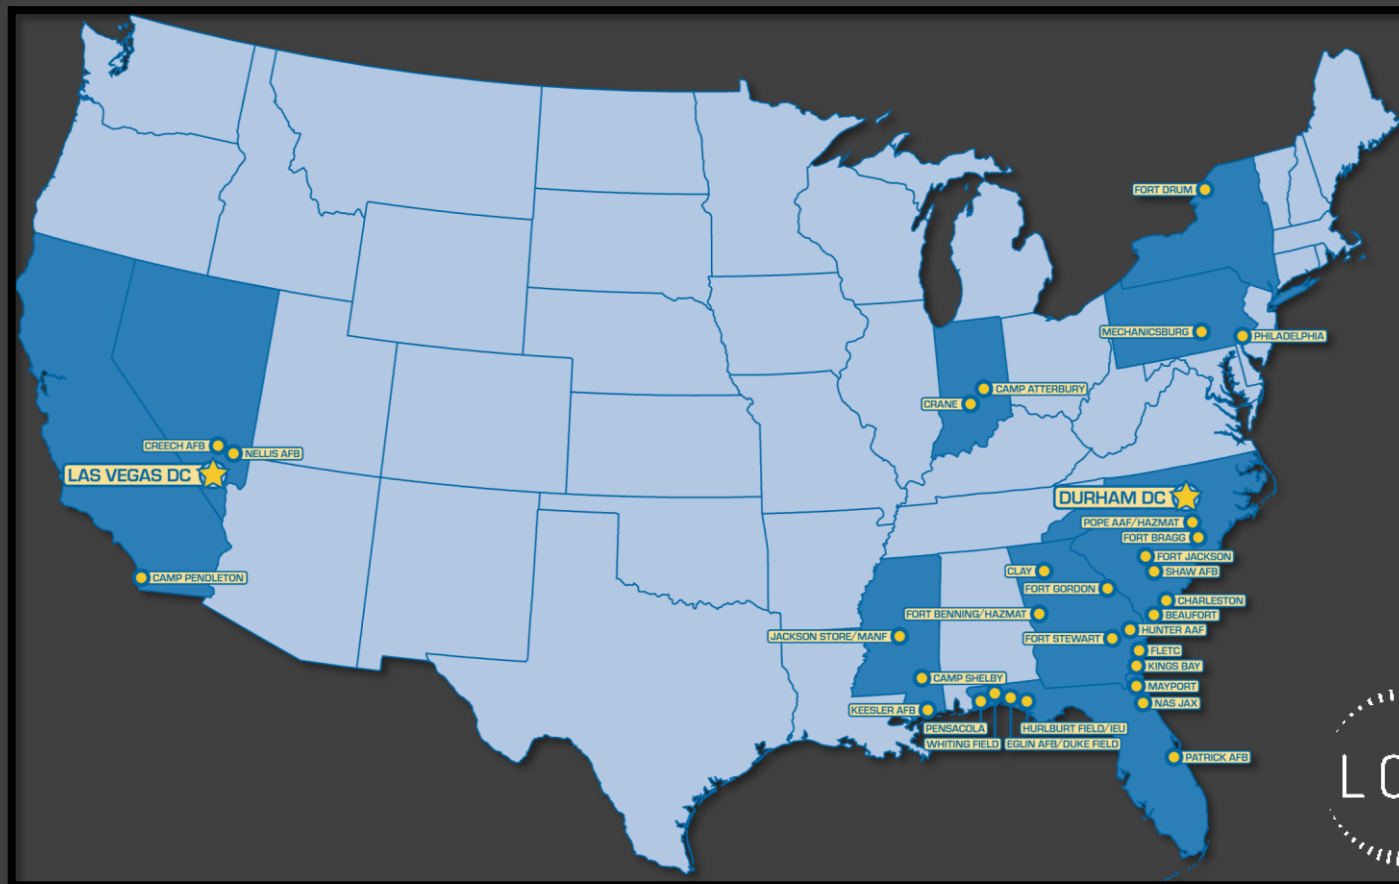 FORT DRUM
MECHANICSBURG
PHILADELPHIA
CAMP ATTERBURY
CRANE
CREECH AFB
NELLIS AFB
LAS VEGAS DC
CAMP PENDLETON
DURHAM DC
POPE AAF/HAZMAT
FORT BRAGG
FORT JACKSON
SHAW AFB
CLAY
FORT GORDON
CHARLESTON
BEAUFORT
FORT BENNING/HAZMAT
HUNTER AAF
FORT STEWART
JACKSON STORE/MANF
FLETC
KINGS BAY
CAMP SHELBY
MAYPORT
NAS JAX
KEESLER AFB
PENSACOLA
HURLBURT FIELD/IEU
WHITING FIELD
EGLIN AFB/DUKE FIELD
PATRICK AFB